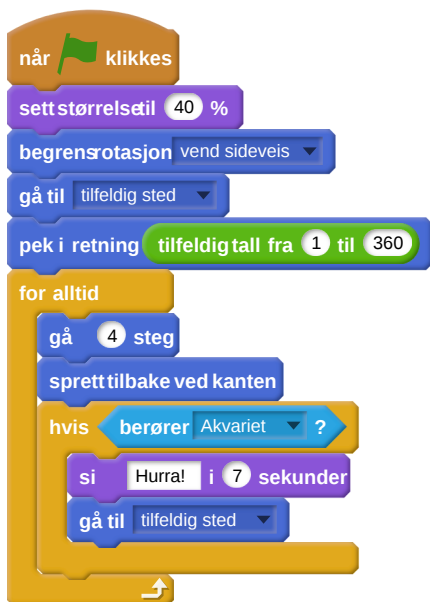 når klikkes
sett størrelse til 40 %
begrens rotasjon vend sideveis
gå til tilfeldig sted
pek i retning tilfeldig tall fra 1 til 360
for alltid
gå 4 steg
sprett tilbake ved kanten
hvis berører Akvariet ?
si Hurra! i 7 sekunder
gå til tilfeldig sted